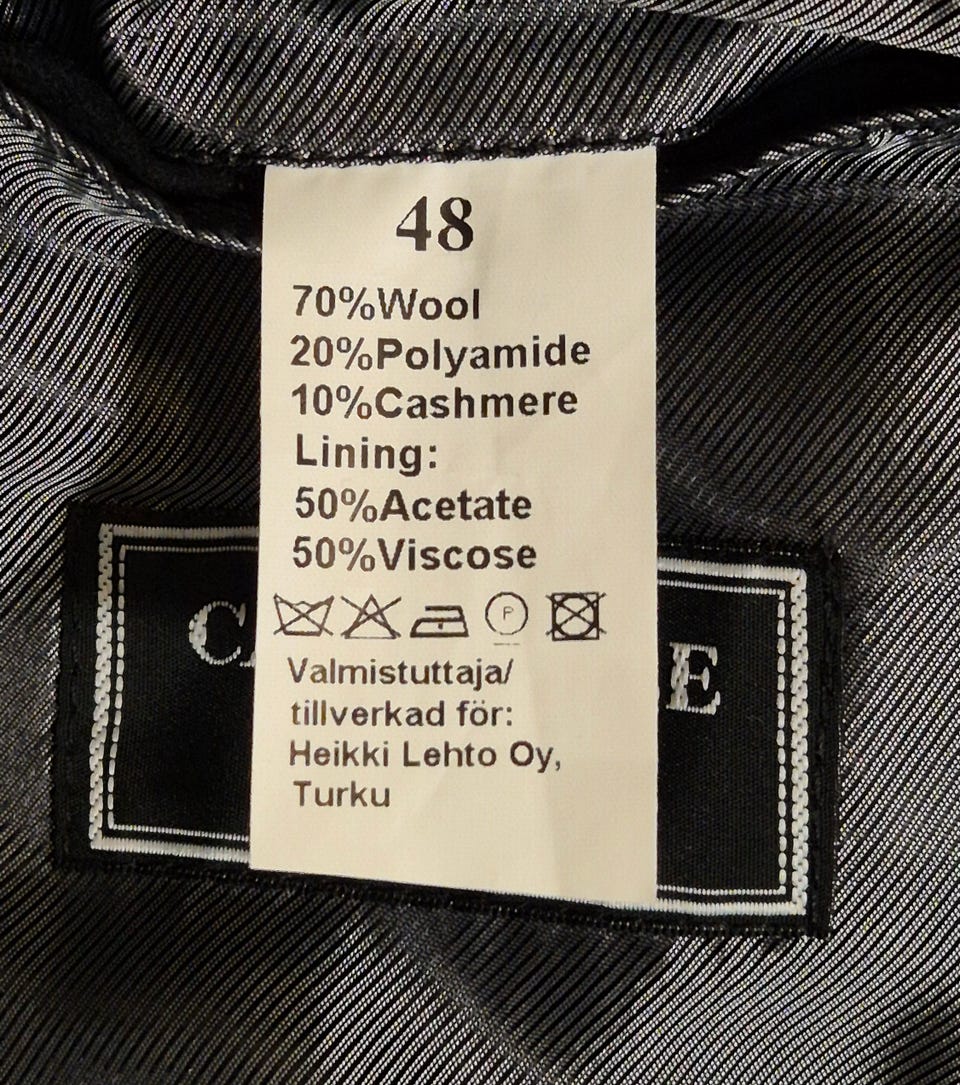 48
70%Wool
20%Polyamide
10%Cashmere
Lining:
50%Acetate
50%Viscose
P
Valmistuttaja/
tillverkad för:
Heikki Lehto Oy,
Turku